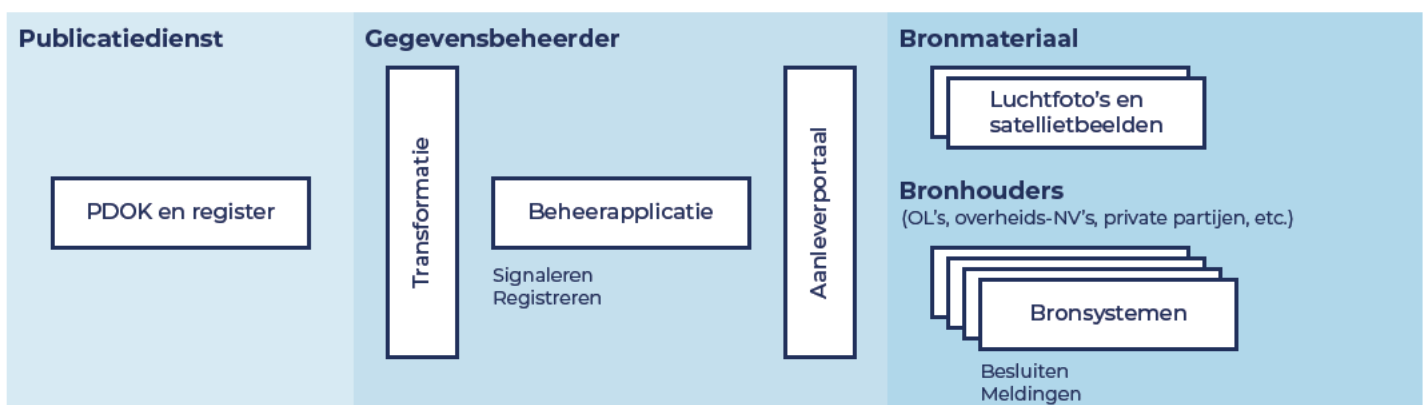 Publicatiedienst
PDOK en register
Gegevensbeheerder
Transformatie
Beheerapplicatie
Signaleren
Registreren
Aanleverportaal
Bronmateriaal
Luchtfoto's en
satellietbeelden
Bronhouders
(OL's, overheids-NV's, private partijen, etc.)
Bronsystemen
Besluiten
Meldingen